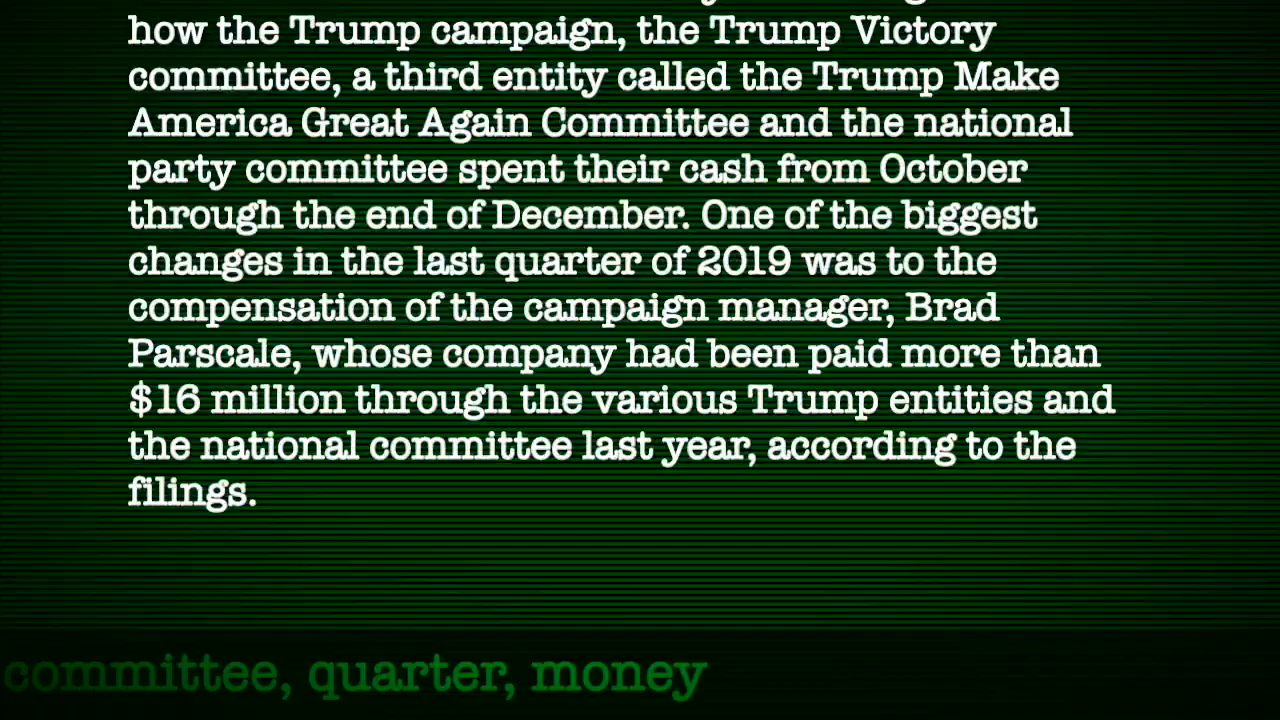 how the Trump campaign, the Trump Victory
committee, a third entity called the Trump Make
America Great Again Committee and the national
party committee spent their cash from October
through the end of December. One of the biggest
changes in the last quarter of 2019 was to the
compensation of the campaign manager, Brad
Parscale, whose company had been paid more than
$16 million through the various Trump entities and
the national committee last year, according to the
filings.
committee, quarter, money